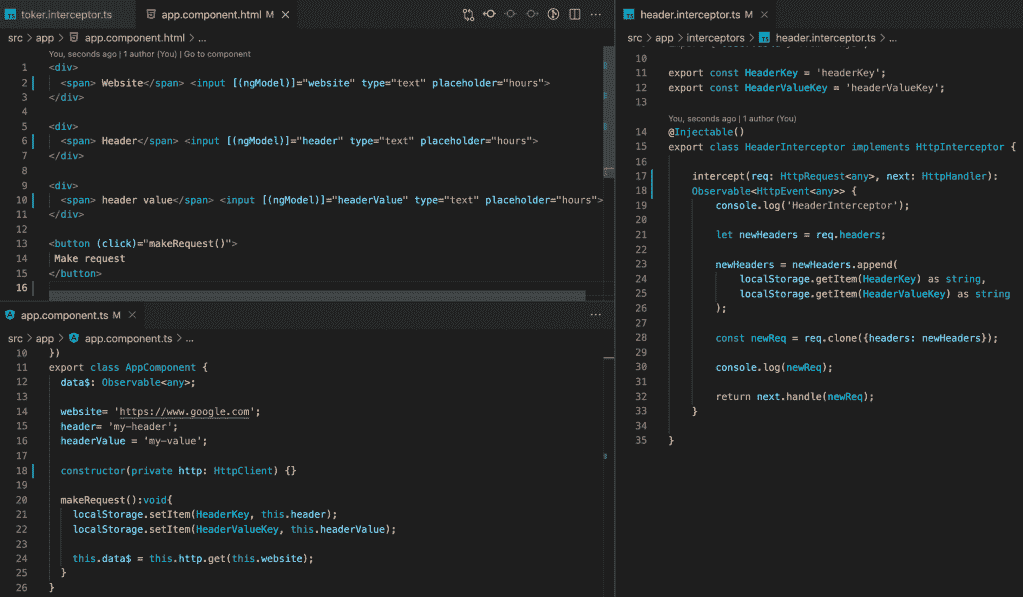 toker.interceptor.ts
app.component.html M
src > app > app.component.html > ...
You, seconds ago | 1 author (You) | Go to component
1 <div>
2 <span> Website</span> <input [(ngModel)]="website" type="text" placeholder="hours">
3 </div>
4
5 <div>
6 <span> Header</span> <input [(ngModel)]="header" type="text" placeholder="hours">
7 </div>
8
9 <div>
10 <span> header value</span> <input [(ngModel)]="headerValue" type="text" placeholder="hours">
11 </div>
12
13 <button (click)="makeRequest()">
14 Make request
15 </button>
16
app.component.ts M
src > app > app.component.ts > ...
10 })
11 export class AppComponent {
12 data$: Observable<any>;
13
14 website= 'https://www.google.com';
15 header= 'my-header';
16 headerValue = 'my-value';
17
18 constructor(private http: HttpClient) {}
19
20 makeRequest():void{
21 localStorage.setItem(HeaderKey, this.header);
22 localStorage.setItem(HeaderValueKey, this.headerValue);
23
24 this.data$ = this.http.get(this.website);
25 }
26 }
header.interceptor.ts M
src > app > interceptors > header.interceptor.ts > ...
10
11 export const HeaderKey = 'headerKey';
12 export const HeaderValueKey = 'headerValueKey';
13
You, seconds ago | 1 author (You)
14 @Injectable()
15 export class HeaderInterceptor implements HttpInterceptor {
16
17 intercept(req: HttpRequest<any>, next: HttpHandler):
18 Observable<HttpEvent<any>> {
19 console.log('HeaderInterceptor');
20
21 let newHeaders = req.headers;
22
23 newHeaders = newHeaders.append(
24 localStorage.getItem(HeaderKey) as string,
25 localStorage.getItem(HeaderValueKey) as string
26 );
27
28 const newReq = req.clone({headers: newHeaders});
29
30 console.log(newReq);
31
32 return next.handle(newReq);
33 }
34
35 }